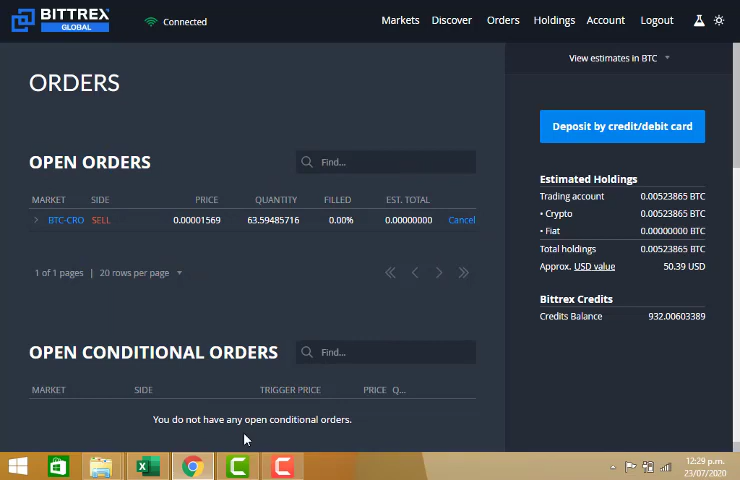 BITTREX
GLOBAL
Connected
Markets Discover Orders Holdings Account Logout
View estimates in BTC
ORDERS
Deposit by credit/debit card
OPEN ORDERS
Find...
MARKET SIDE PRICE QUANTITY FILLED EST. TOTAL
BTC-CRO SELL 0.00001569 63.59485716 0.00% 0.00000000 Cancel
1 of 1 pages | 20 rows per page
Estimated Holdings
Trading account 0.00523865 BTC
• Crypto 0.00523865 BTC
• Fiat 0.00000000 BTC
Total holdings 0.00523865 BTC
Approx. USD value 50.39 USD
Bittrex Credits
Credits Balance 932.00603389
OPEN CONDITIONAL ORDERS
Find...
MARKET SIDE TRIGGER PRICE PRICE Q...
You do not have any open conditional orders.
12:29 p.m.
23/07/2020